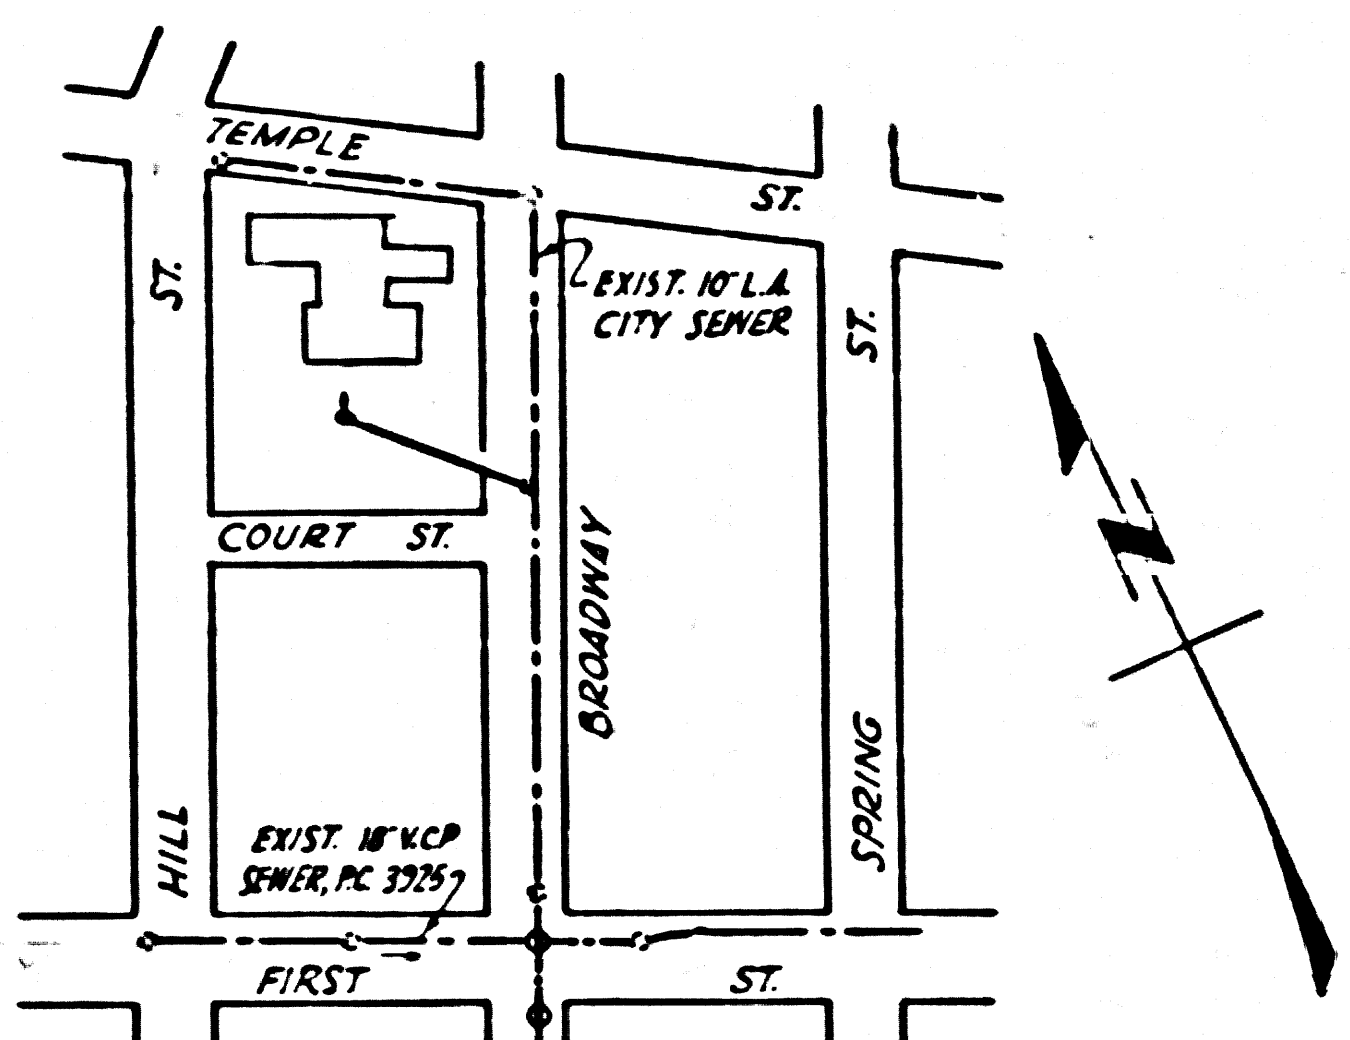 TEMPLE ST.
ST.
EXIST. 10" L.A.
CITY SEWER
ST.
N
COURT ST.
BROADWAY
SPRING
HILL
EXIST. 18" V.C.P
SEWER, P.C 3925
FIRST ST.